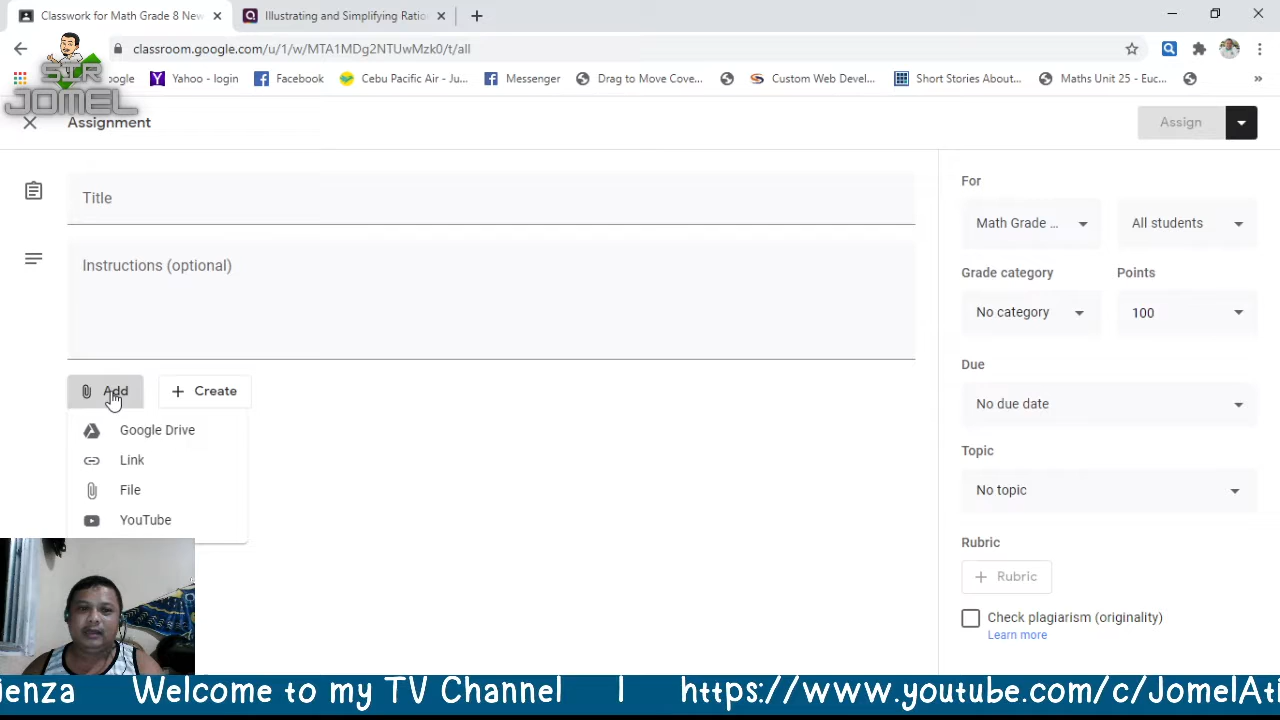 Classwork for Math Grade 8 New
Illustrating and Simplifying Ratio
classroom.google.com/u/1/w/MTA1MDg2NTUwMzk0/t/all
ogle
Yahoo - login
Facebook
Cebu Pacific Air - Ju...
Messenger
Drag to Move Cove...
Custom Web Devel...
Short Stories About...
Maths Unit 25 - Euc...
SIR
JOMEL
Assignment
Assign
Title
Instructions (optional)
Add
Create
Google Drive
Link
File
YouTube
For
Math Grade ...
All students
Grade category
Points
No category
100
Due
No due date
Topic
No topic
Rubric
Rubric
Check plagiarism (originality)
Learn more
ienza Welcome to my TV Channel | https://www.youtube.com/c/JomelAti